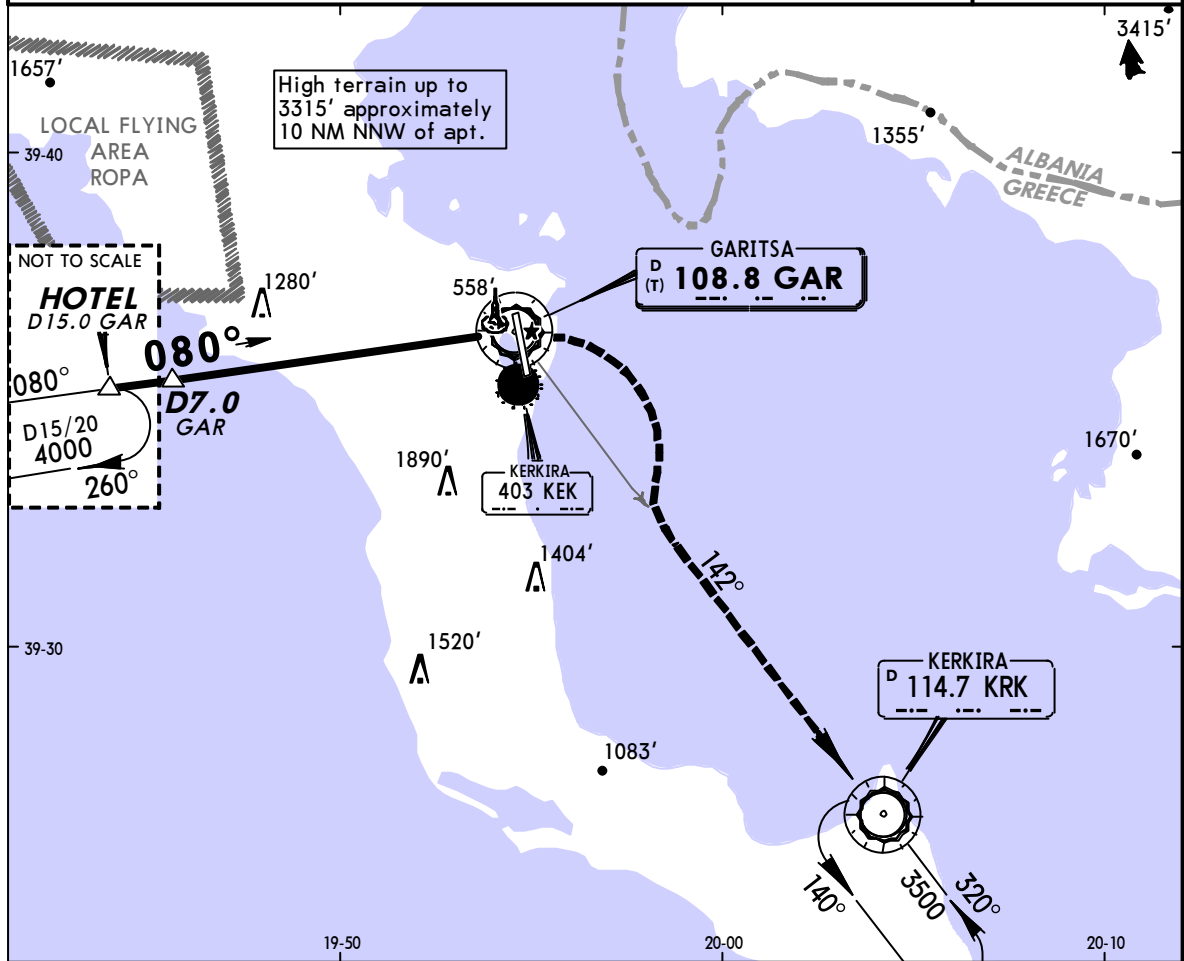 3415'
1657'
High terrain up to
3315' approximately
10 NM NNW of apt.
LOCAL FLYING
AREA
ROPA
1355'
39-40
ALBANIA
GREECE
NOT TO SCALE
HOTEL
D15.0 GAR
1280'
558'
GARITSA
D
(T) 108.8 GAR
080°
080°
D7.0
GAR
D15/20
4000
260°
1890'
KERKIRA
403 KEK
1670'
1404'
142°
39-30
1520'
KERKIRA
D 114.7 KRK
1083'
140°
3500
320°
19-50
20-00
20-10